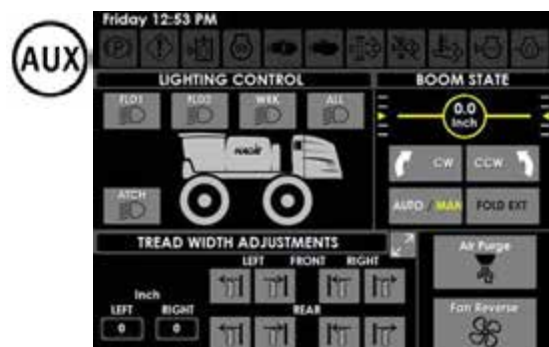 Friday 12:53 PM
AUX
LIGHTING CONTROL
BOOM STATE
FLD1 FLD2 WRK ALL
0.0
Inch
HAGIE
CW CCW
ATCH
AUTO / MAN FOLD EXT
TREAD WIDTH ADJUSTMENTS
LEFT FRONT RIGHT
Air Purge
Inch
LEFT RIGHT
REAR
0 0
Fan Reverse